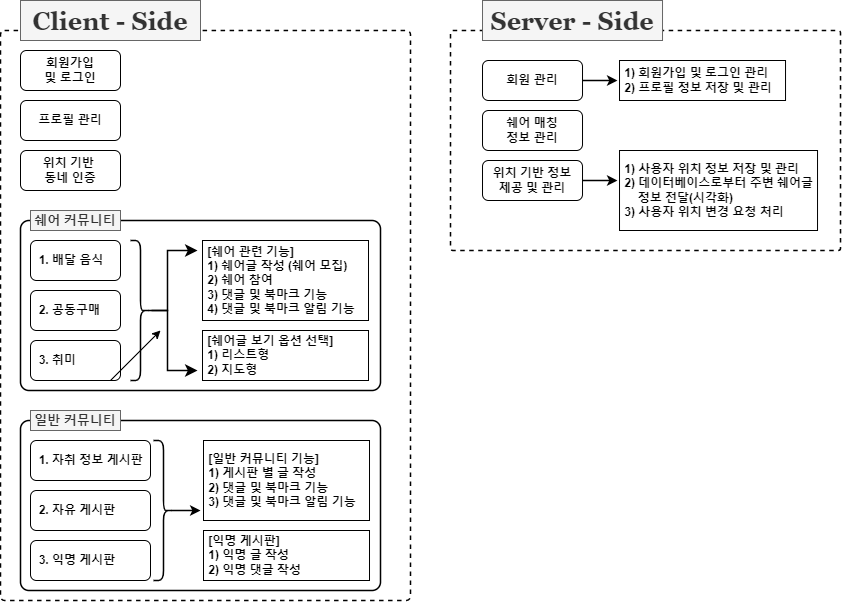 Client - Side
회원가입
및 로그인
프로필 관리
위치 기반
동네 인증
쉐어 커뮤니티
1. 배달 음식
2. 공동구매
3. 취미
[쉐어 관련 기능]
1) 쉐어글 작성 (쉐어 모집)
2) 쉐어 참여
3) 댓글 및 북마크 기능
4) 댓글 및 북마크 알림 기능
[쉐어글 보기 옵션 선택]
1) 리스트형
2) 지도형
일반 커뮤니티
1. 자취 정보 게시판
2. 자유 게시판
3. 익명 게시판
[일반 커뮤니티 기능]
1) 게시판 별 글 작성
2) 댓글 및 북마크 기능
3) 댓글 및 북마크 알림 기능
[익명 게시판]
1) 익명 글 작성
2) 익명 댓글 작성
Server - Side
회원 관리
1) 회원가입 및 로그인 관리
2) 프로필 정보 저장 및 관리
쉐어 매칭
정보 관리
위치 기반 정보
제공 및 관리
1) 사용자 위치 정보 저장 및 관리
2) 데이터베이스로부터 주변 쉐어글
정보 전달(시각화)
3) 사용자 위치 변경 요청 처리